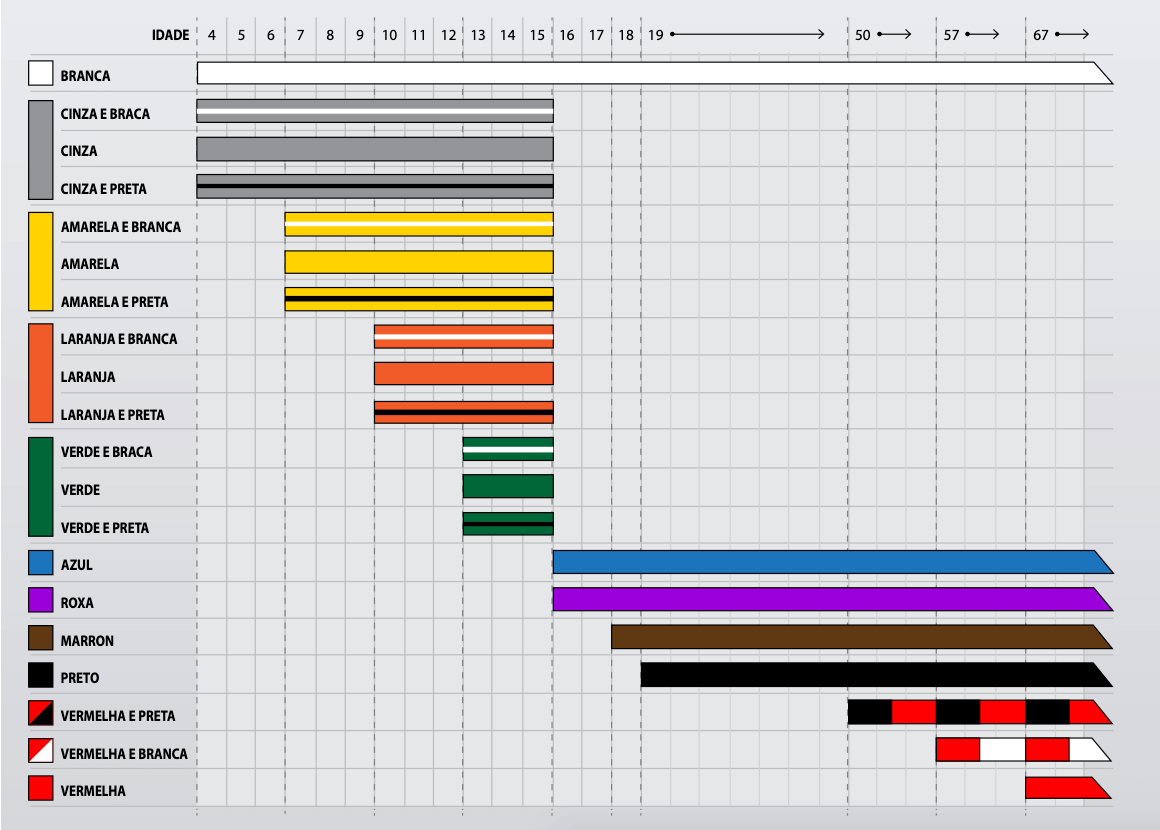 IDADE 4 5 6 7 8 9 10 11 12 13 14 15 16 17 18 19 50 57 67
BRANCA
CINZA E BRACA
CINZA
CINZA E PRETA
AMARELA E BRANCA
AMARELA
AMARELA E PRETA
LARANJA E BRANCA
LARANJA
LARANJA E PRETA
VERDE E BRACA
VERDE
VERDE E PRETA
AZUL
ROXA
MARRON
PRETO
VERMELHA E PRETA
VERMELHA E BRANCA
VERMELHA